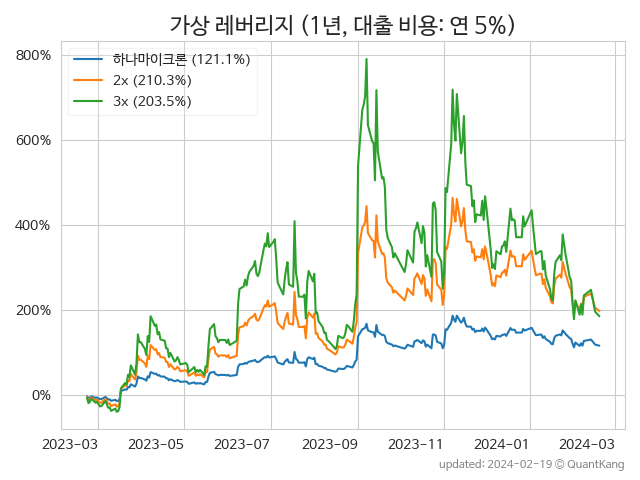 가상 레버리지 (1년, 대출 비용: 연 5%)
하나마이크론 (121.1%)
2x (210.3%)
3x (203.5%)
800%
600%
400%
200%
0%
2023-03 2023-05 2023-07 2023-09 2023-11 2024-01 2024-03
updated: 2024-02-19 © QuantKang